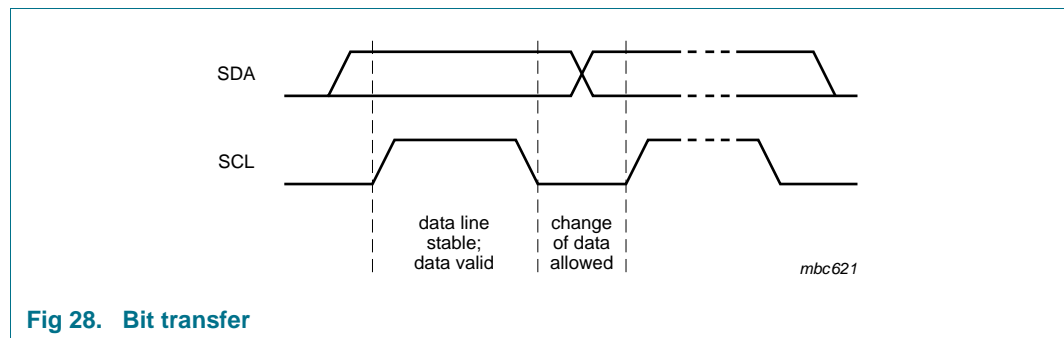 SDA
SCL
data line
stable;
data valid
change
of data
allowed
mbc621
Fig 28. Bit transfer